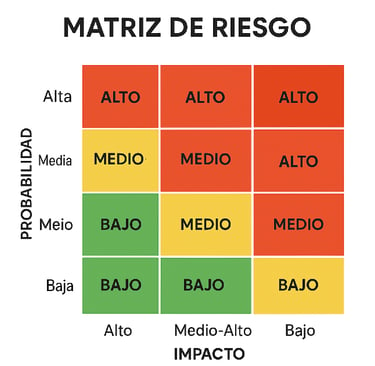 MATRIZ DE RIESGO
PROBABILIDAD
Alta ALTO ALTO ALTO
Media MEDIO MEDIO ALTO
Meio BAJO MEDIO MEDIO
Baja BAJO BAJO BAJO
Alto Medio-Alto Bajo
IMPACTO